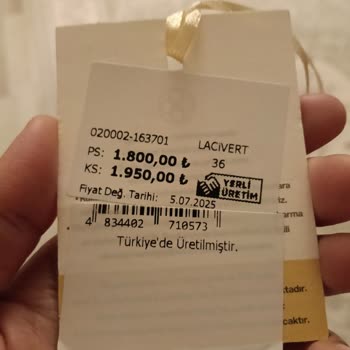 020002-163701 LACİVERT
PS: 1.800,00 ₺ 36
KS: 1.950,00 ₺ YERLİ ÜRETİM
Fiyat Değ. Tarihi: 5.07.2025
4 834402 710573
Türkiye'de Üretilmiştir.